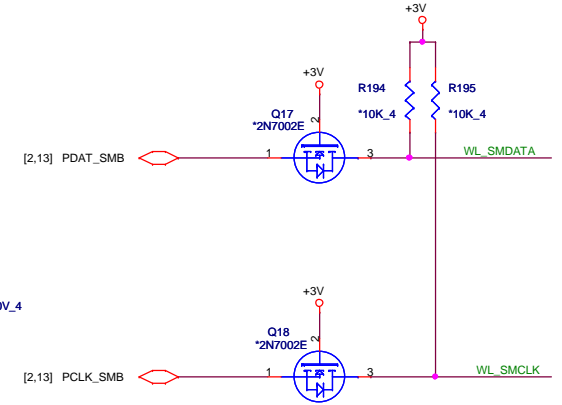 +3V
+3V
R194
R195
Q17
*2N7002E
*10K_4
*10K_4
2
[2,13] PDAT_SMB
1
3
WL_SMDATA
+3V
0V_4
Q18
*2N7002E
2
[2,13] PCLK_SMB
1
3
WL_SMCLK